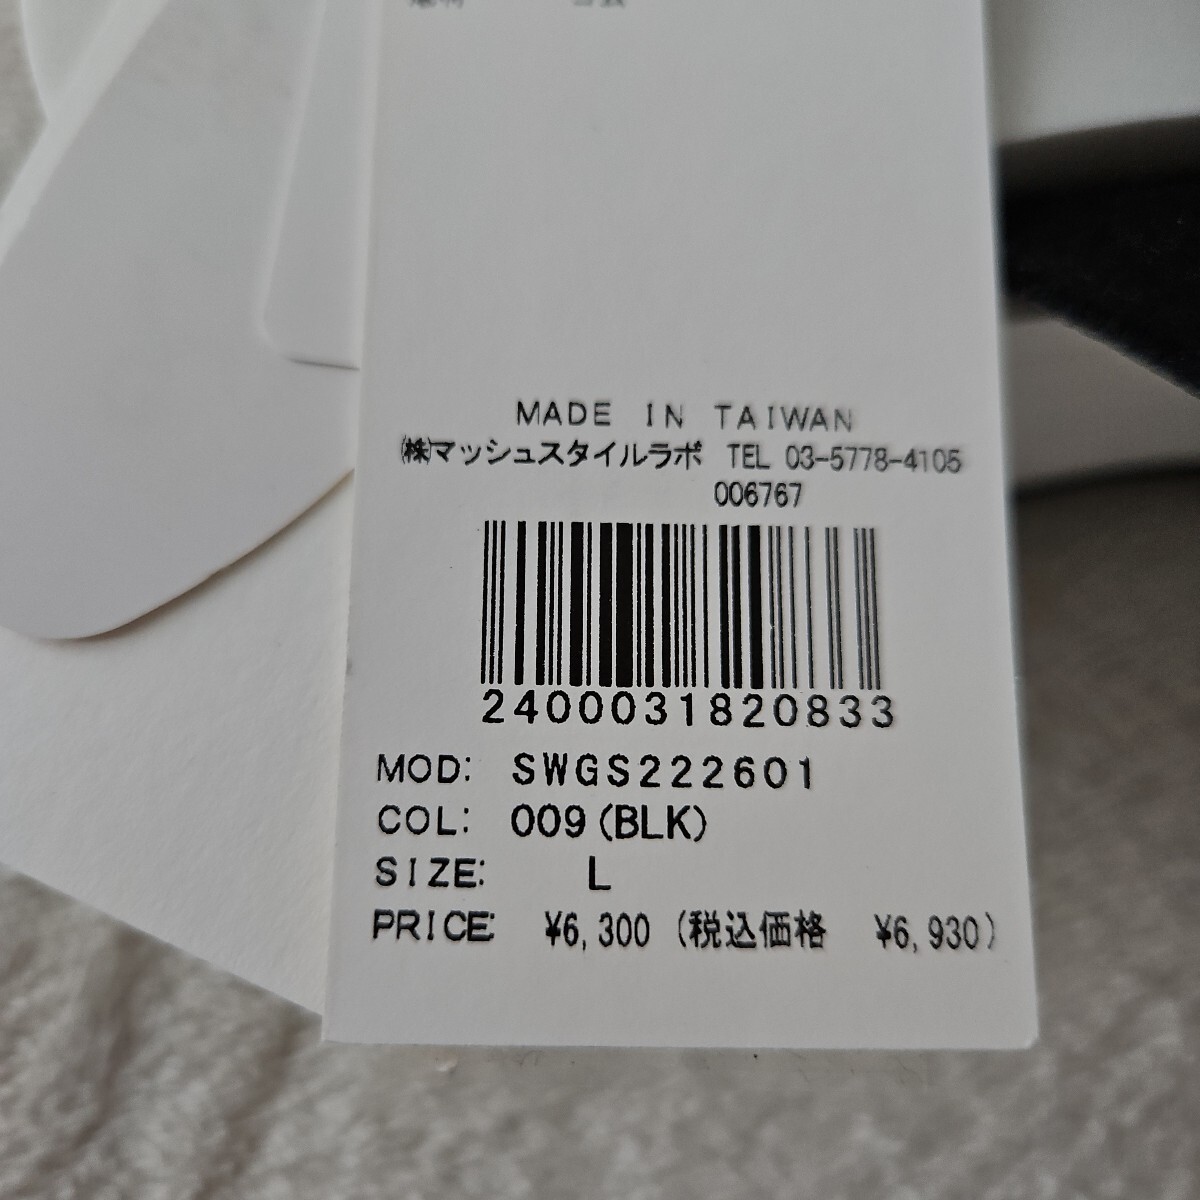 MADE IN TAIWAN
㈱マッシュスタイルラボ TEL 03-5778-4105
006767
2400031820833
MOD: SWGS222601
COL: 009(BLK)
SIZE: L
PRICE: ¥6,300 (税込価格 ¥6,930)